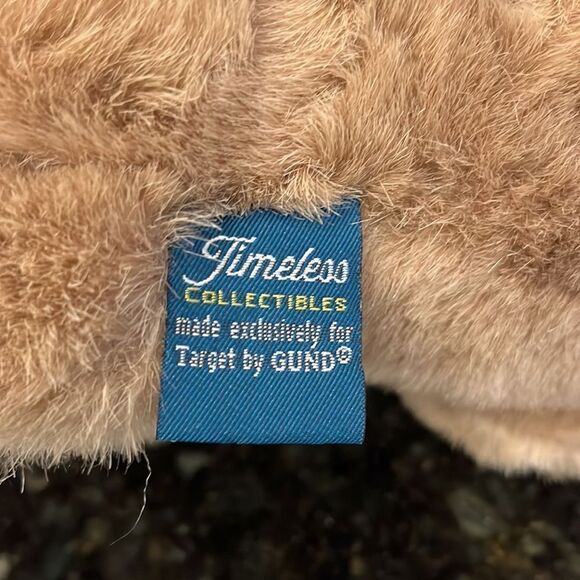 Timeless
COLLECTIBLES
made exclusively for
Target by GUND®